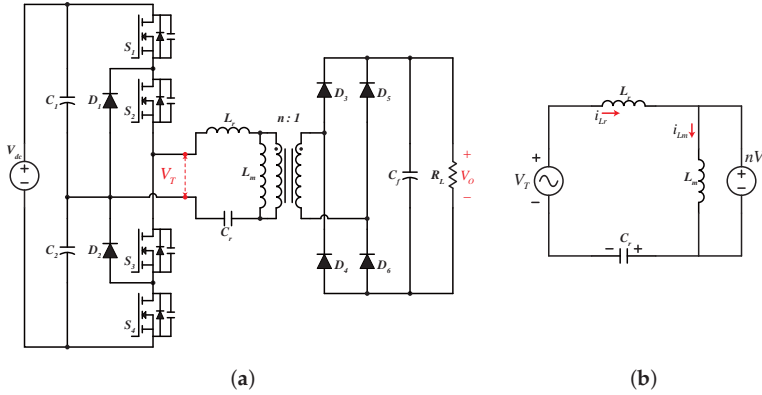 S1
C1
D1
S2
Lr
n : 1
D3
D5
Vdc
VT
Lm
Cf
RL
+
VO
−
Cr
C2
D2
S3
D4
D6
S4
(a)
Lr
iLr
iLm
+
VT
−
Lm
+
−
nV
Cr
−
+
(b)